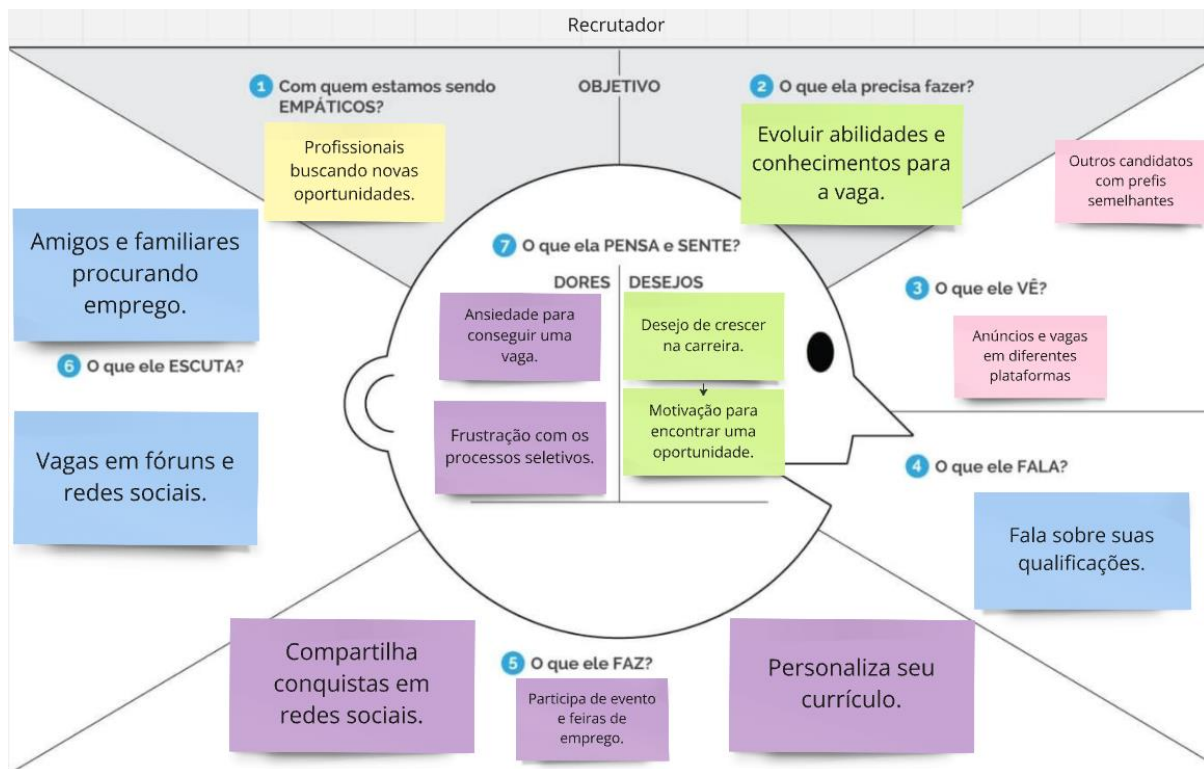 Recrutador
1 Com quem estamos sendo
EMPÁTICOS?
OBJETIVO
2 O que ela precisa fazer?
Profissionais
buscando novas
oportunidades.
Evoluir abilidades e
conhecimentos para
a vaga.
Outros candidatos
com prefis
semelhantes
Amigos e familiares
procurando
emprego.
7 O que ela PENSA e SENTE?
DORES
DESEJOS
3 O que ele VÊ?
Ansiedade para
conseguir uma
vaga.
Desejo de crescer
na carreira.
Anúncios e vagas
em diferentes
plataformas
6 O que ele ESCUTA?
Vagas em fóruns e
redes sociais.
Frustração com os
processos seletivos.
Motivação para
encontrar uma
oportunidade.
4 O que ele FALA?
Fala sobre suas
qualificações.
Compartilha
conquistas em
redes sociais.
5 O que ele FAZ?
Participa de evento
e feiras de
emprego.
Personaliza seu
currículo.